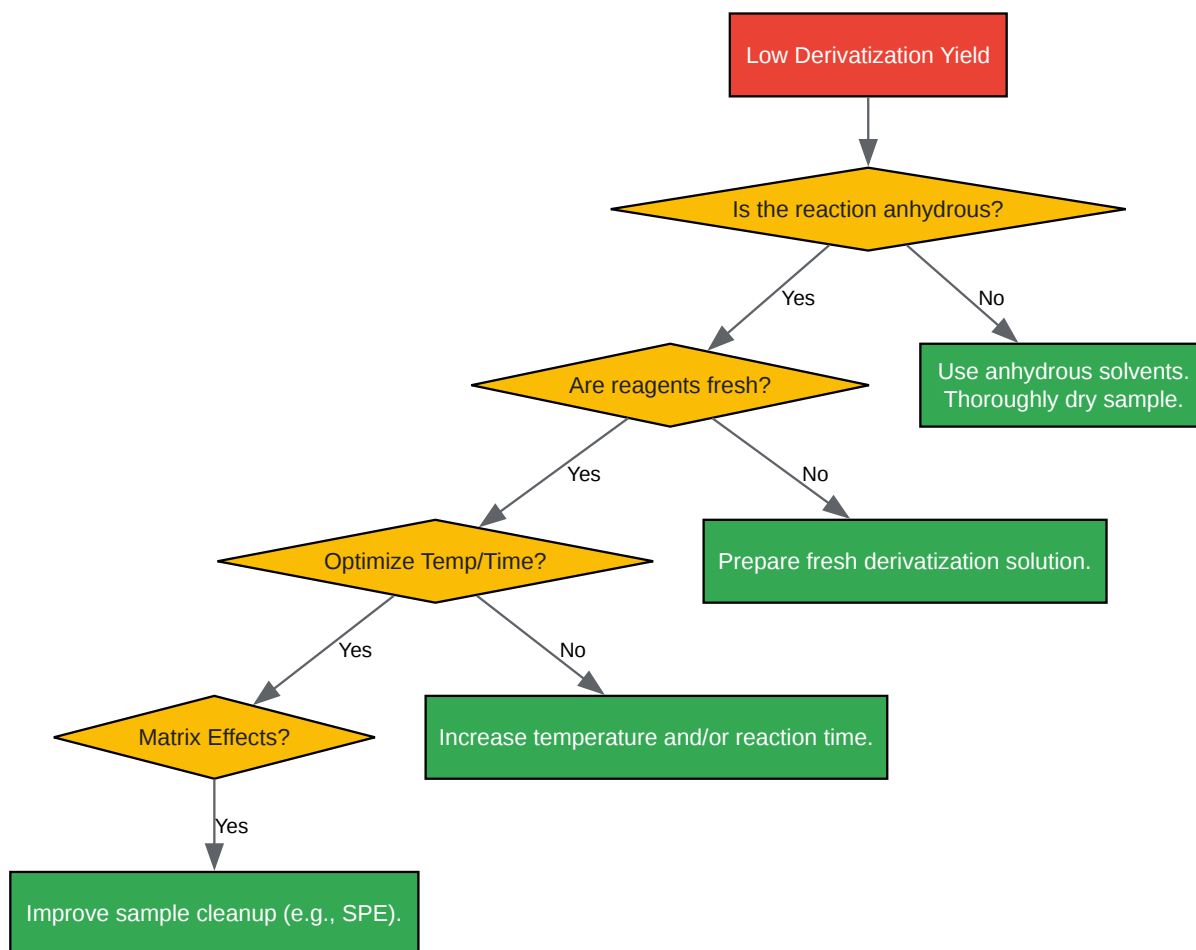 Low Derivatization Yield
Is the reaction anhydrous?
Yes
No
Are reagents fresh?
Use anhydrous solvents.
Thoroughly dry sample.
Yes
No
Optimize Temp/Time?
Prepare fresh derivatization solution.
Yes
No
Matrix Effects?
Increase temperature and/or reaction time.
Yes
Improve sample cleanup (e.g., SPE).